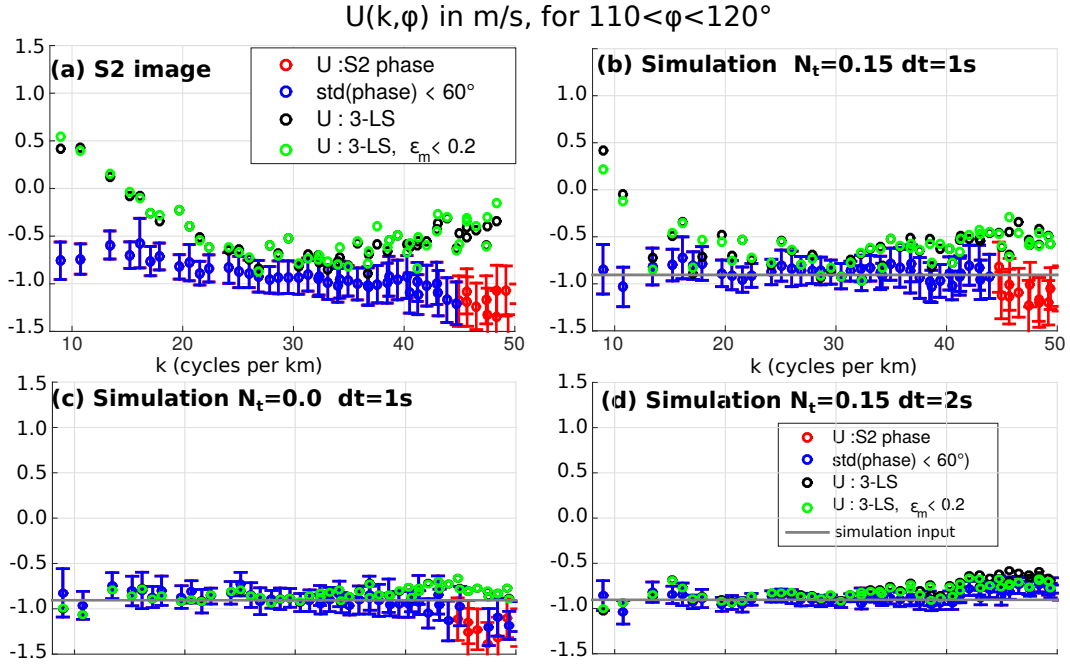 U(k,φ) in m/s, for 110<φ<120°
(a) S2 image
U :S2 phase
std(phase) < 60°
U : 3-LS
U : 3-LS, εm< 0.2
1.5
1.0
0.5
0.0
-0.5
-1.0
-1.5
10 20 30 40 50
k (cycles per km)
(b) Simulation Nt=0.15 dt=1s
1.5
1.0
0.5
0.0
-0.5
-1.0
-1.5
10 20 30 40 50
k (cycles per km)
(c) Simulation Nt=0.0 dt=1s
1.5
1.0
0.5
0.0
-0.5
-1.0
-1.5
(d) Simulation Nt=0.15 dt=2s
U :S2 phase
std(phase) < 60°)
U : 3-LS
U : 3-LS, εm< 0.2
simulation input
1.5
1.0
0.5
0.0
-0.5
-1.0
-1.5